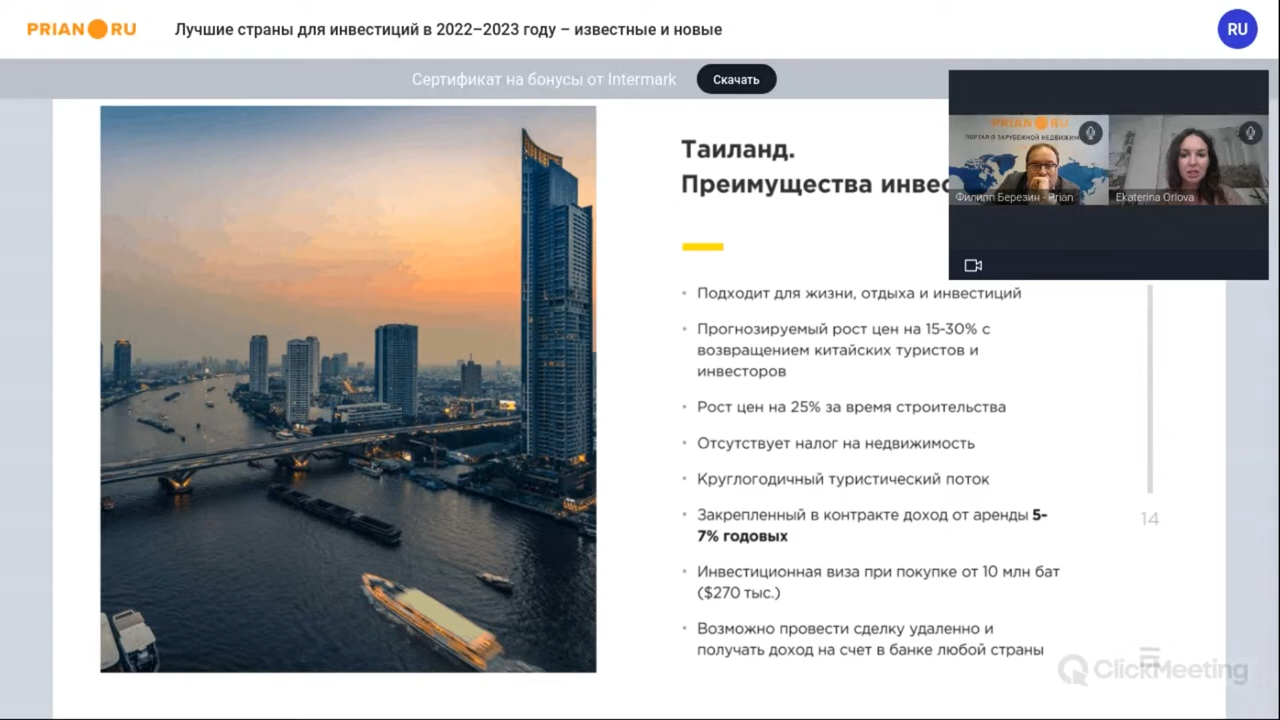 PRIAN RU
Лучшие страны для инвестиций в 2022–2023 году – известные и новые
RU
Сертификат на бонусы от Intermark
Скачать
PRIAN RU
ПОРТАЛ О ЗАРУБЕЖНОЙ НЕДВИЖИМ
Филипп Березин - Prian
Ekaterina Orlova
Таиланд.
Преимущества инвес
Подходит для жизни, отдыха и инвестиций
Прогнозируемый рост цен на 15-30% с
возвращением китайских туристов и
инвесторов
Рост цен на 25% за время строительства
Отсутствует налог на недвижимость
Круглогодичный туристический поток
Закрепленный в контракте доход от аренды 5-
7% годовых
Инвестиционная виза при покупке от 10 млн бат
($270 тыс.)
Возможно провести сделку удаленно и
получать доход на счет в банке любой страны
14
ClickMeeting